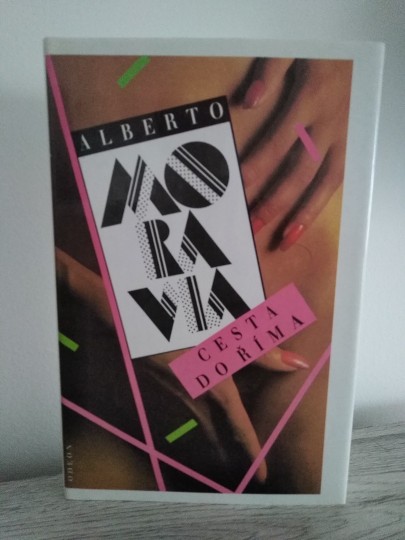 ALBERTO
MO
RA
VIA
CESTA
DO ŘÍMA
ODEON